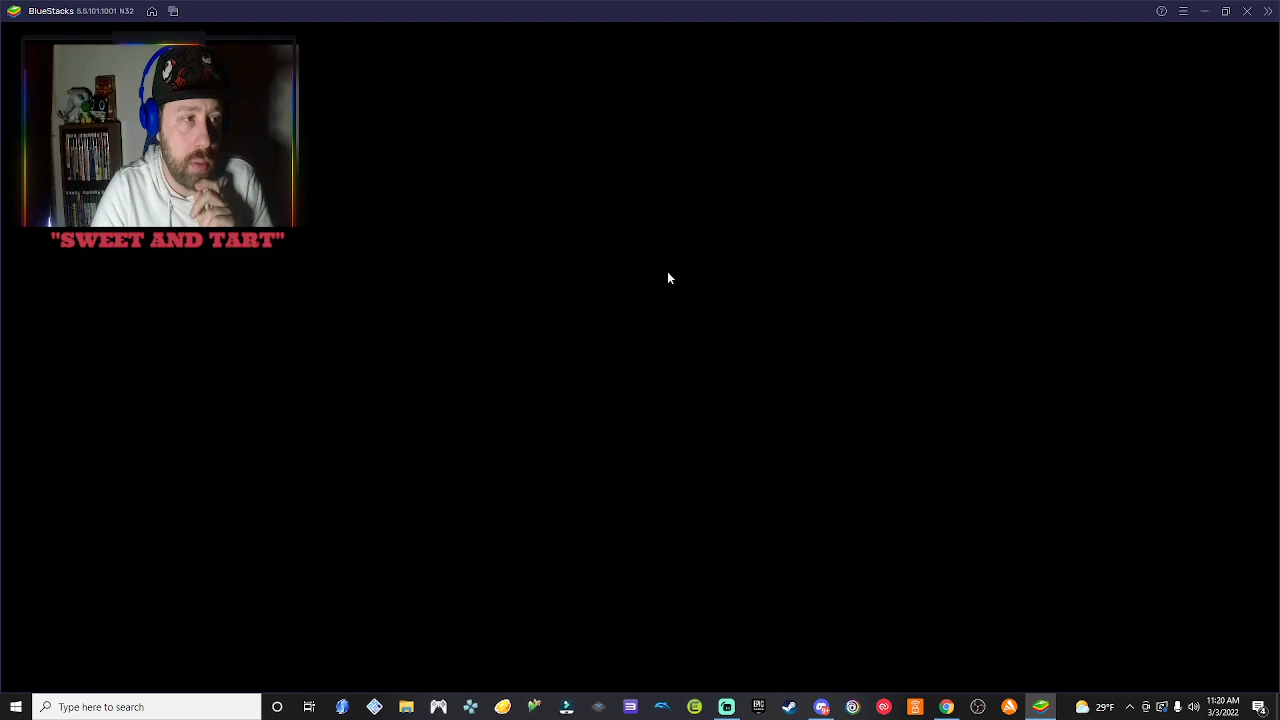 BlueStacks 5.5.101.1001 N32
"SWEET AND TART"
Type here to search
EPIC
29°F
11:20 AM
3/3/2022